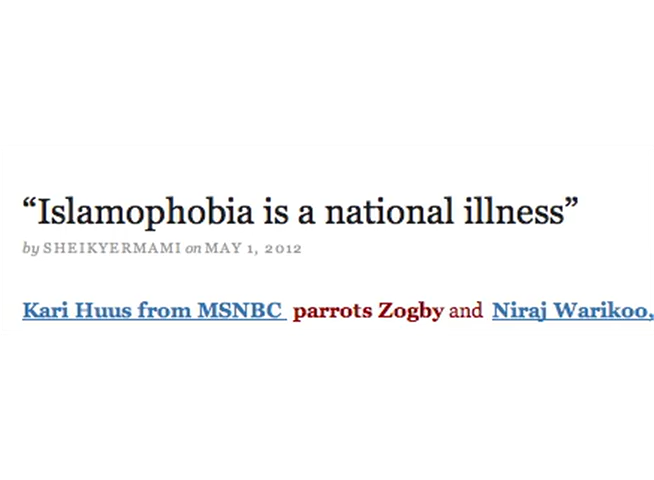 “Islamophobia is a national illness”
by SHEIKYERMAMI on MAY 1, 2012
Kari Huus from MSNBC parrots Zogby and Niraj Warikoo,